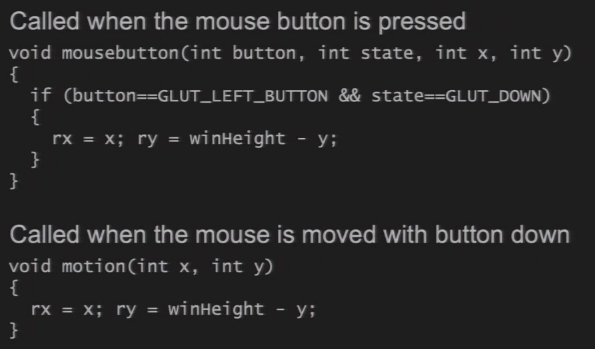 Called when the mouse button is pressed
void mousebutton(int button, int state, int x, int y)
{
if (button==GLUT_LEFT_BUTTON && state==GLUT_DOWN)
{
rx = x; ry = winHeight - y;
}
}
Called when the mouse is moved with button down
void motion(int x, int y)
{
rx = x; ry = winHeight - y;
}